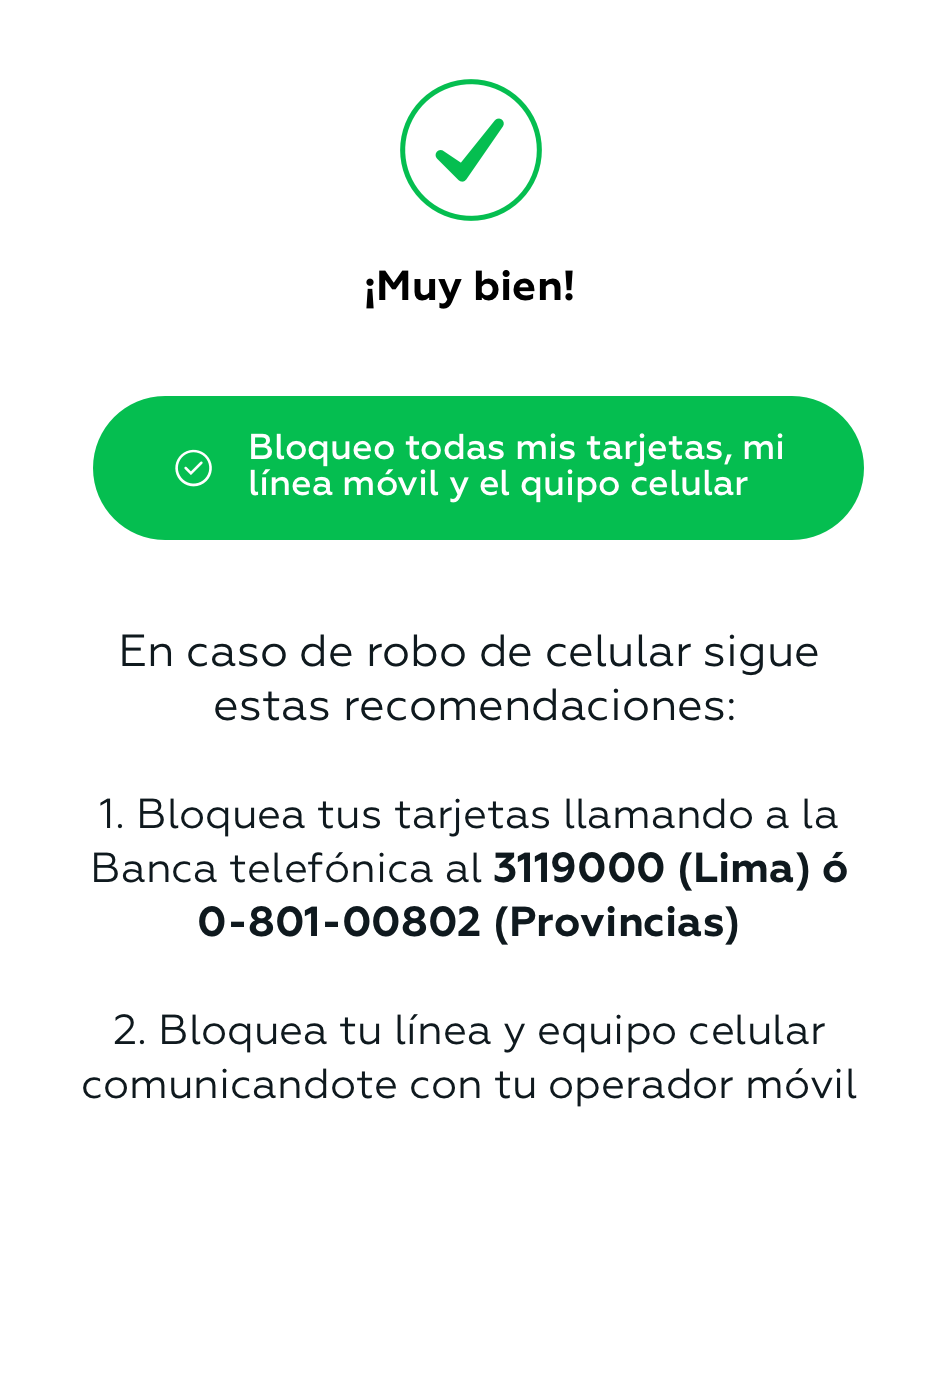 ¡Muy bien!
Bloqueo todas mis tarjetas, mi
línea móvil y el quipo celular
En caso de robo de celular sigue
estas recomendaciones:
1. Bloquea tus tarjetas llamando a la
Banca telefónica al 3119000 (Lima) ó
0-801-00802 (Provincias)
2. Bloquea tu línea y equipo celular
comunicandote con tu operador móvil